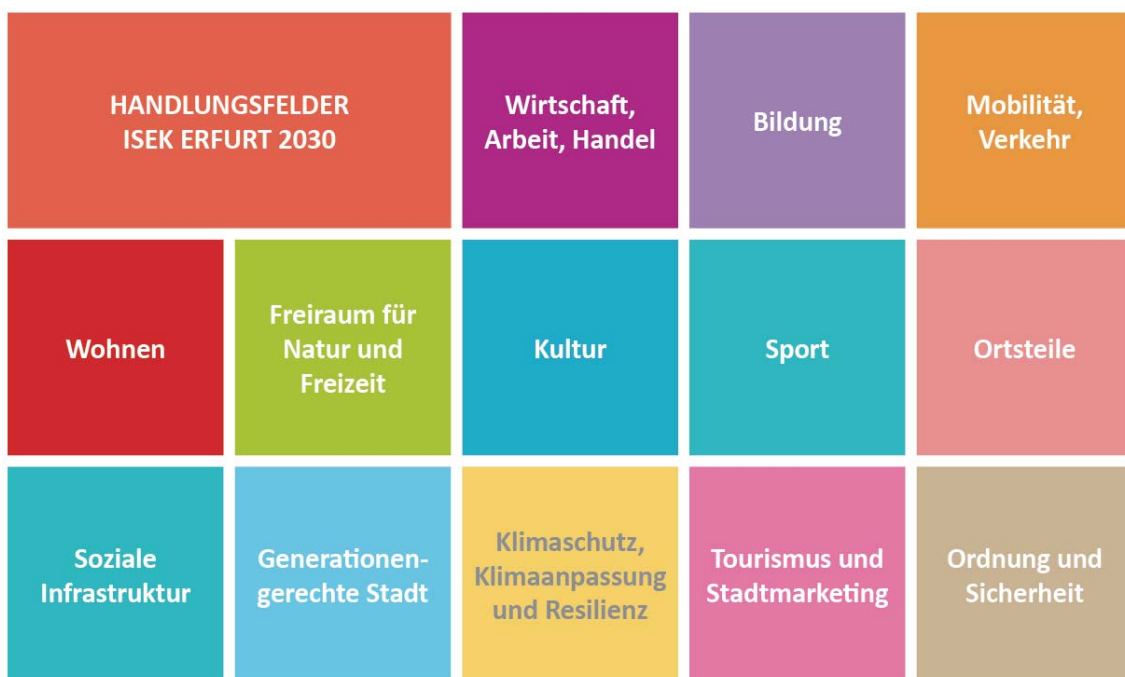 HANDLUNGSFELDER
ISEK ERFURT 2030
Wirtschaft,
Arbeit, Handel
Bildung
Mobilität,
Verkehr
Wohnen
Freiraum für
Natur und
Freizeit
Kultur
Sport
Ortsteile
Soziale
Infrastruktur
Generationen-
gerechte Stadt
Klimaschutz,
Klimaanpassung
und Resilienz
Tourismus und
Stadtmarketing
Ordnung und
Sicherheit